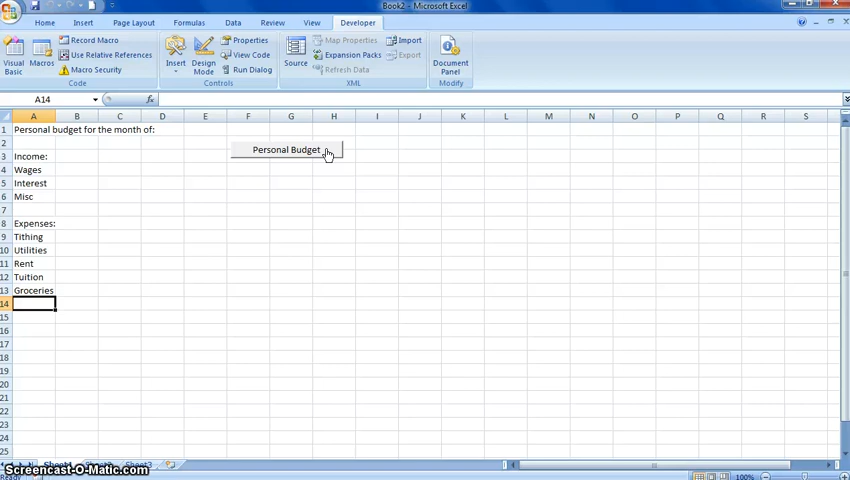 Book2 - Microsoft Excel
Home Insert Page Layout Formulas Data Review View Developer
Visual Basic
Macros
Record Macro
Use Relative References
Macro Security
Code
Insert
Design Mode
Properties
View Code
Run Dialog
Controls
Source
Map Properties
Expansion Packs
Refresh Data
Import
Export
XML
Document Panel
Modify
A14 fx
A B C D E F G H I J K L M N O P Q R S
1 Personal budget for the month of:
2 Personal Budget
3 Income:
4 Wages
5 Interest
6 Misc
7
8 Expenses:
9 Tithing
10 Utilities
11 Rent
12 Tuition
13 Groceries
14
15
16
17
18
19
20
21
22
23
24
25
Sheet1 Sheet2 Sheet3
Screencast-O-Matic.com
Ready 100%